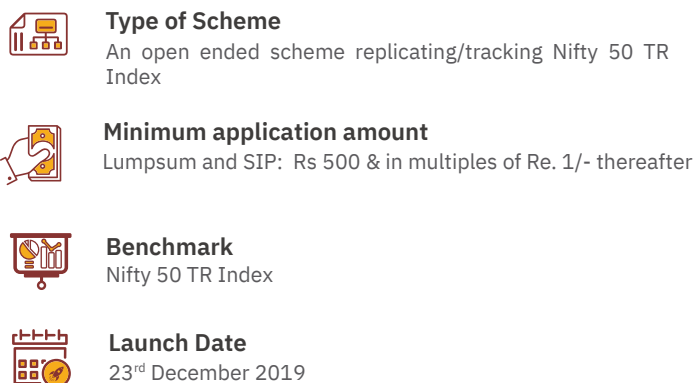 Type of Scheme
An open ended scheme replicating/tracking Nifty 50 TR
Index
Minimum application amount
Lumpsum and SIP: Rs 500 & in multiples of Re. 1/- thereafter
Benchmark
Nifty 50 TR Index
Launch Date
23rd December 2019